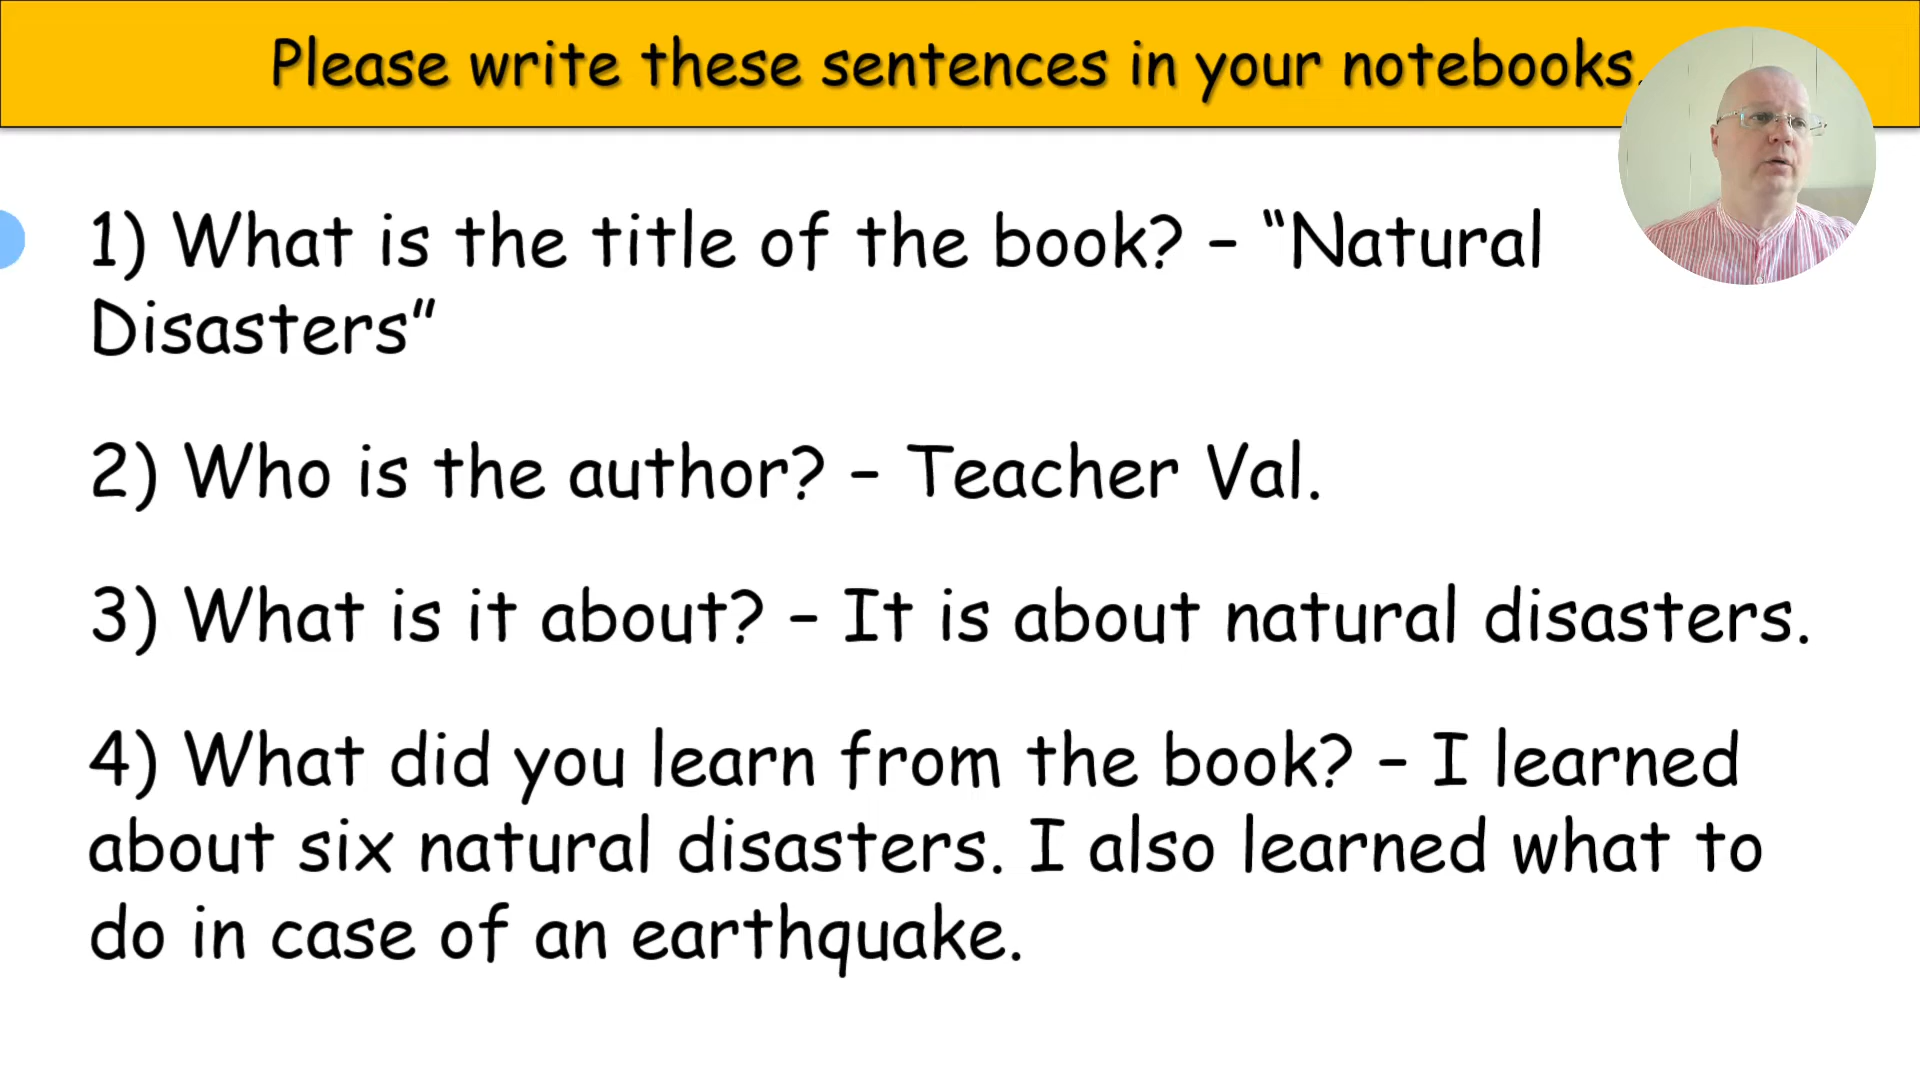 Please write these sentences in your notebooks.
1) What is the title of the book? – “Natural
Disasters”
2) Who is the author? – Teacher Val.
3) What is it about? – It is about natural disasters.
4) What did you learn from the book? – I learned
about six natural disasters. I also learned what to
do in case of an earthquake.